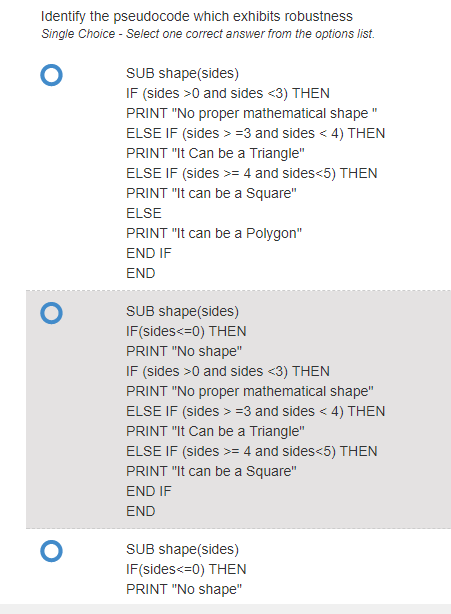 Identify the pseudocode which exhibits robustness
Single Choice - Select one correct answer from the options list.
SUB shape(sides)
IF (sides >0 and sides <3) THEN
PRINT "No proper mathematical shape "
ELSE IF (sides > =3 and sides < 4) THEN
PRINT "It Can be a Triangle"
ELSE IF (sides >= 4 and sides<5) THEN
PRINT "It can be a Square"
ELSE
PRINT "It can be a Polygon"
END IF
END
SUB shape(sides)
IF(sides<=0) THEN
PRINT "No shape"
IF (sides >0 and sides <3) THEN
PRINT "No proper mathematical shape"
ELSE IF (sides > =3 and sides < 4) THEN
PRINT "It Can be a Triangle"
ELSE IF (sides >= 4 and sides<5) THEN
PRINT "It can be a Square"
END IF
END
SUB shape(sides)
IF(sides<=0) THEN
PRINT "No shape"